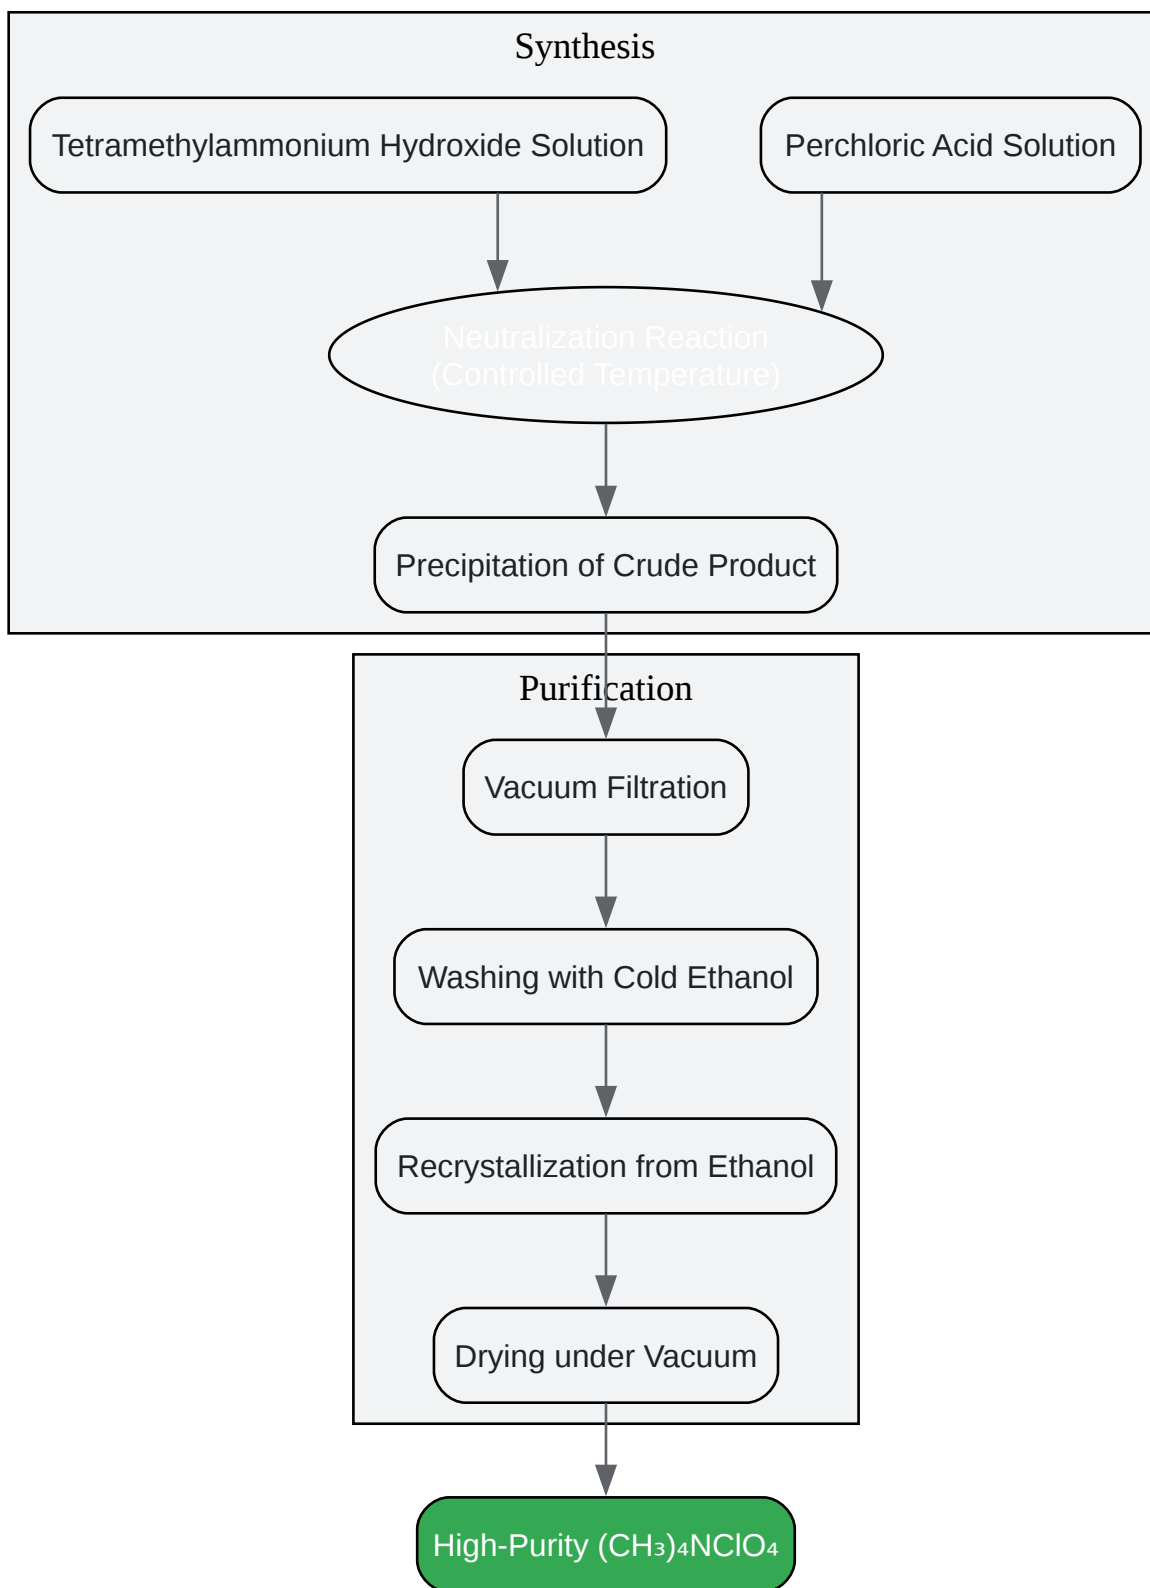 Synthesis
Tetramethylammonium Hydroxide Solution
Perchloric Acid Solution
Neutralization Reaction
(Controlled Temperature)
Precipitation of Crude Product
Purification
Vacuum Filtration
Washing with Cold Ethanol
Recrystallization from Ethanol
Drying under Vacuum
High-Purity (CH₃)₄NClO₄